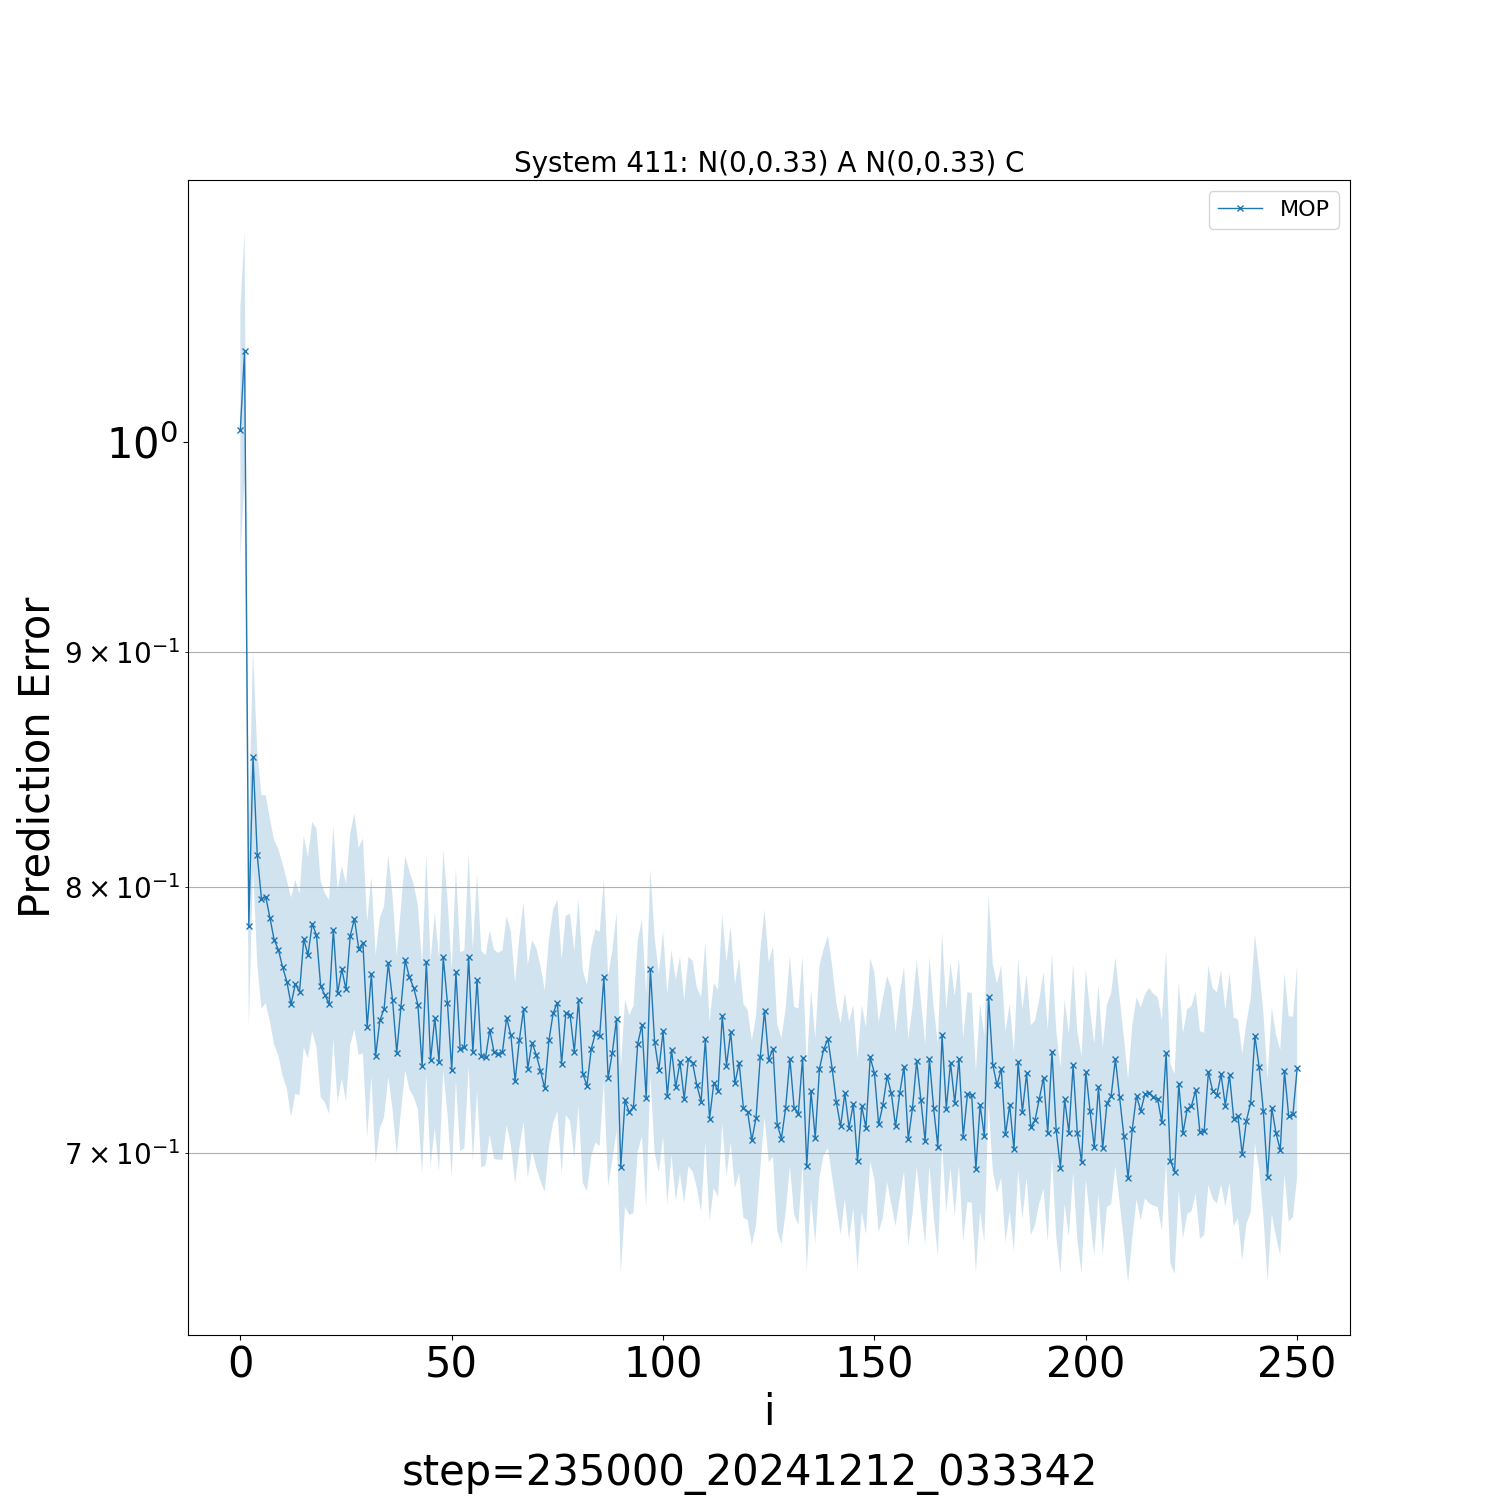 System 411: N(0,0.33) A N(0,0.33) C
MOP
Prediction Error
10⁰
9 × 10⁻¹
8 × 10⁻¹
7 × 10⁻¹
0 50 100 150 200 250
i
step=235000_20241212_033342